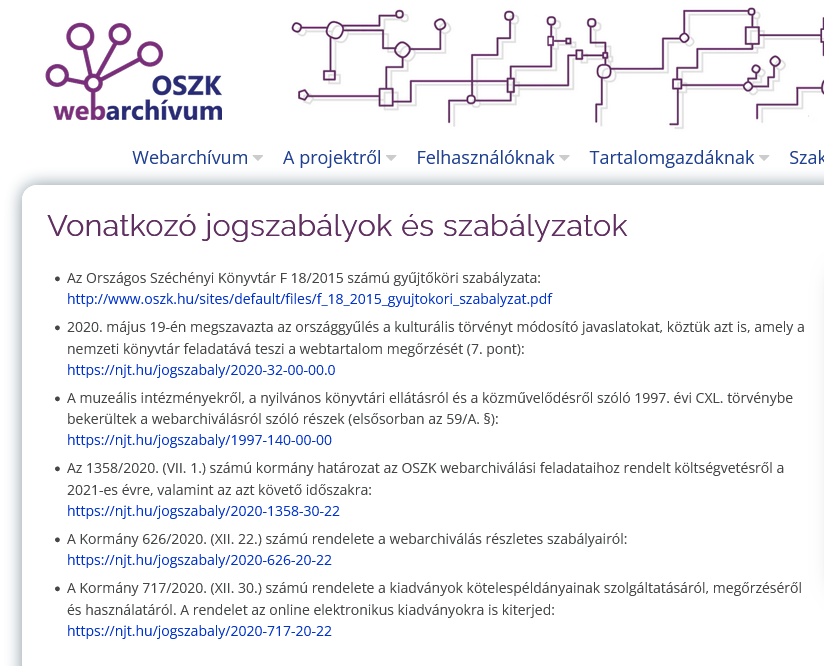 OSZK
webarchívum
Webarchívum
A projektről
Felhasználóknak
Tartalomgazdáknak
Vonatkozó jogszabályok és szabályzatok
Az Országos Széchényi Könyvtár F 18/2015 számú gyűjtőköri szabályzata:
http://www.oszk.hu/sites/default/files/f_18_2015_gyujtokori_szabalyzat.pdf
2020. május 19-én megszavazta az országgyűlés a kulturális törvényt módosító javaslatokat, köztük azt is, amely a
nemzeti könyvtár feladatává teszi a webtartalom megőrzését (7. pont):
https://njt.hu/jogszabaly/2020-32-00-00.0
A muzeális intézményekről, a nyilvános könyvtári ellátásról és a közművelődésről szóló 1997. évi CXL. törvénybe
bekerültek a webarchiválásról szóló részek (elsősorban az 59/A. §):
https://njt.hu/jogszabaly/1997-140-00-00
Az 1358/2020. (VII. 1.) számú kormány határozat az OSZK webarchiválási feladataihoz rendelt költségvetésről a
2021-es évre, valamint az azt követő időszakra:
https://njt.hu/jogszabaly/2020-1358-30-22
A Kormány 626/2020. (XII. 22.) számú rendelete a webarchiválás részletes szabályairól:
https://njt.hu/jogszabaly/2020-626-20-22
A Kormány 717/2020. (XII. 30.) számú rendelete a kiadványok kötelespéldányainak szolgáltatásáról, megőrzéséről
és használatáról. A rendelet az online elektronikus kiadványokra is kiterjed:
https://njt.hu/jogszabaly/2020-717-20-22